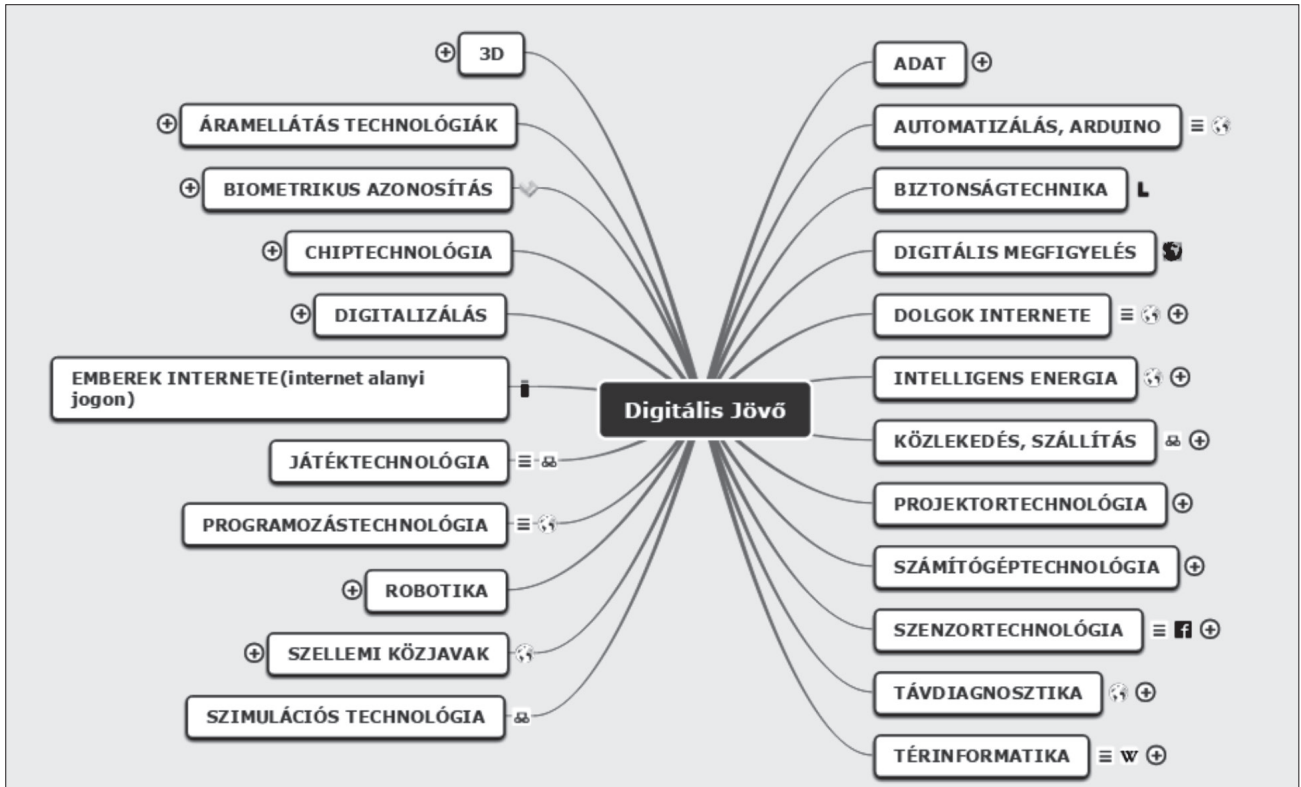 3D
ÁRAMELLÁTÁS TECHNOLÓGIÁK
BIOMETRIKUS AZONOSÍTÁS
CHIPTECHNOLÓGIA
DIGITALIZÁLÁS
EMBEREK INTERNETE(internet alanyi
jogon)
JÁTÉKTECHNOLÓGIA
PROGRAMOZÁSTECHNOLÓGIA
ROBOTIKA
SZELLEMI KÖZJAVAK
SZIMULÁCIÓS TECHNOLÓGIA
Digitális Jövő
ADAT
AUTOMATIZÁLÁS, ARDUINO
BIZTONSÁGTECHNIKA
DIGITÁLIS MEGFIGYELÉS
DOLGOK INTERNETE
INTELLIGENS ENERGIA
KÖZLEKEDÉS, SZÁLLÍTÁS
PROJEKTORTECHNOLÓGIA
SZÁMÍTÓGÉPTECHNOLÓGIA
SZENZORTECHNOLÓGIA
TÁVDIAGNOSZTIKA
TÉRINFORMATIKA